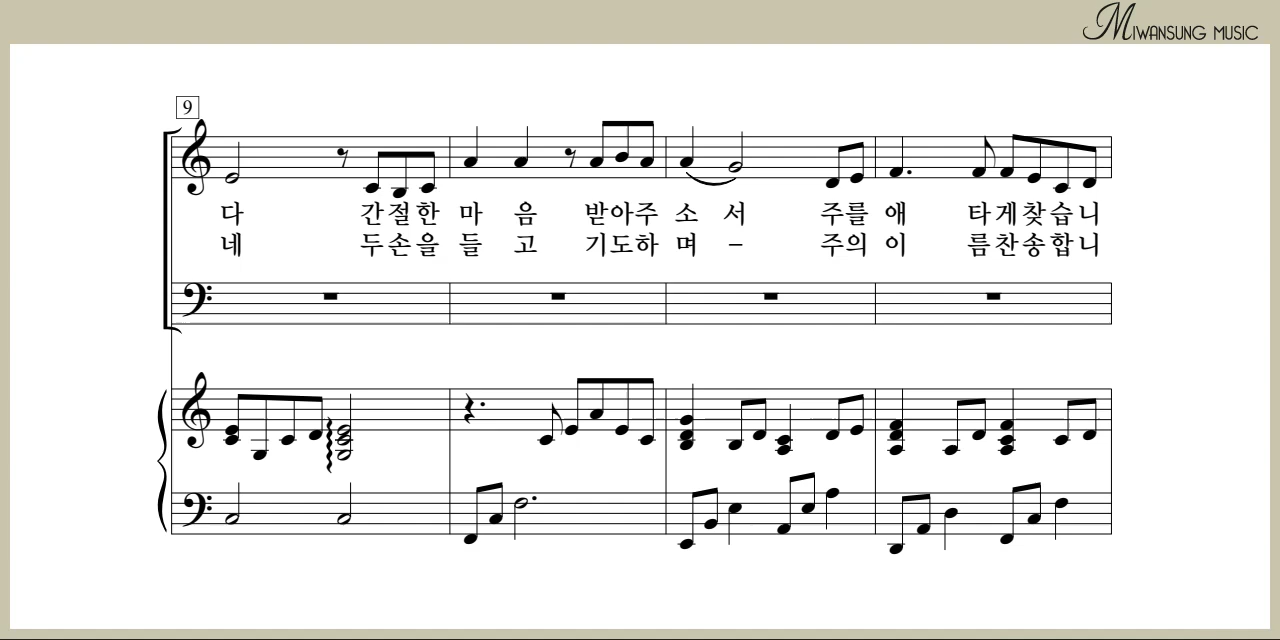 MIWANSUNG MUSIC
9
다 간절한 마 음 받아주 소 서 주를 애 타게찾습니
네 두손을 들 고 기도하 며 – 주의 이 름찬송합니